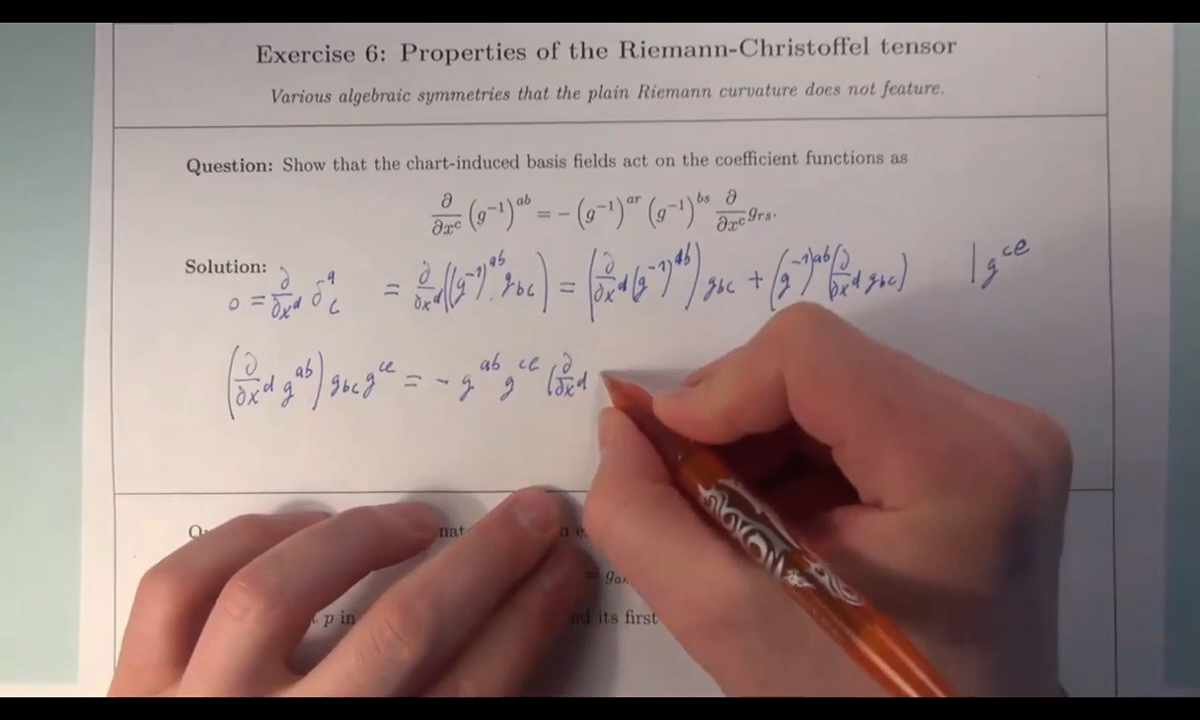 Exercise 6: Properties of the Riemann-Christoffel tensor
Various algebraic symmetries that the plain Riemann curvature does not feature.
Question: Show that the chart-induced basis fields act on the coefficient functions as
∂/∂x^c (g^{-1})^{ab} = - (g^{-1})^{ar} (g^{-1})^{bs} ∂/∂x^c g_{rs}.
Solution:
0 = ∂/∂x^d δ^a_c = ∂/∂x^d ((g^{-1})^{ab} g_{bc}) = (∂/∂x^d (g^{-1})^{ab}) g_{bc} + (g^{-1})^{ab} (∂/∂x^d g_{bc}) | g^{ce}
(∂/∂x^d g^{ab}) g_{bc} g^{ce} = - g^{ab} g^{ce} (∂/∂x^d
p in
its first